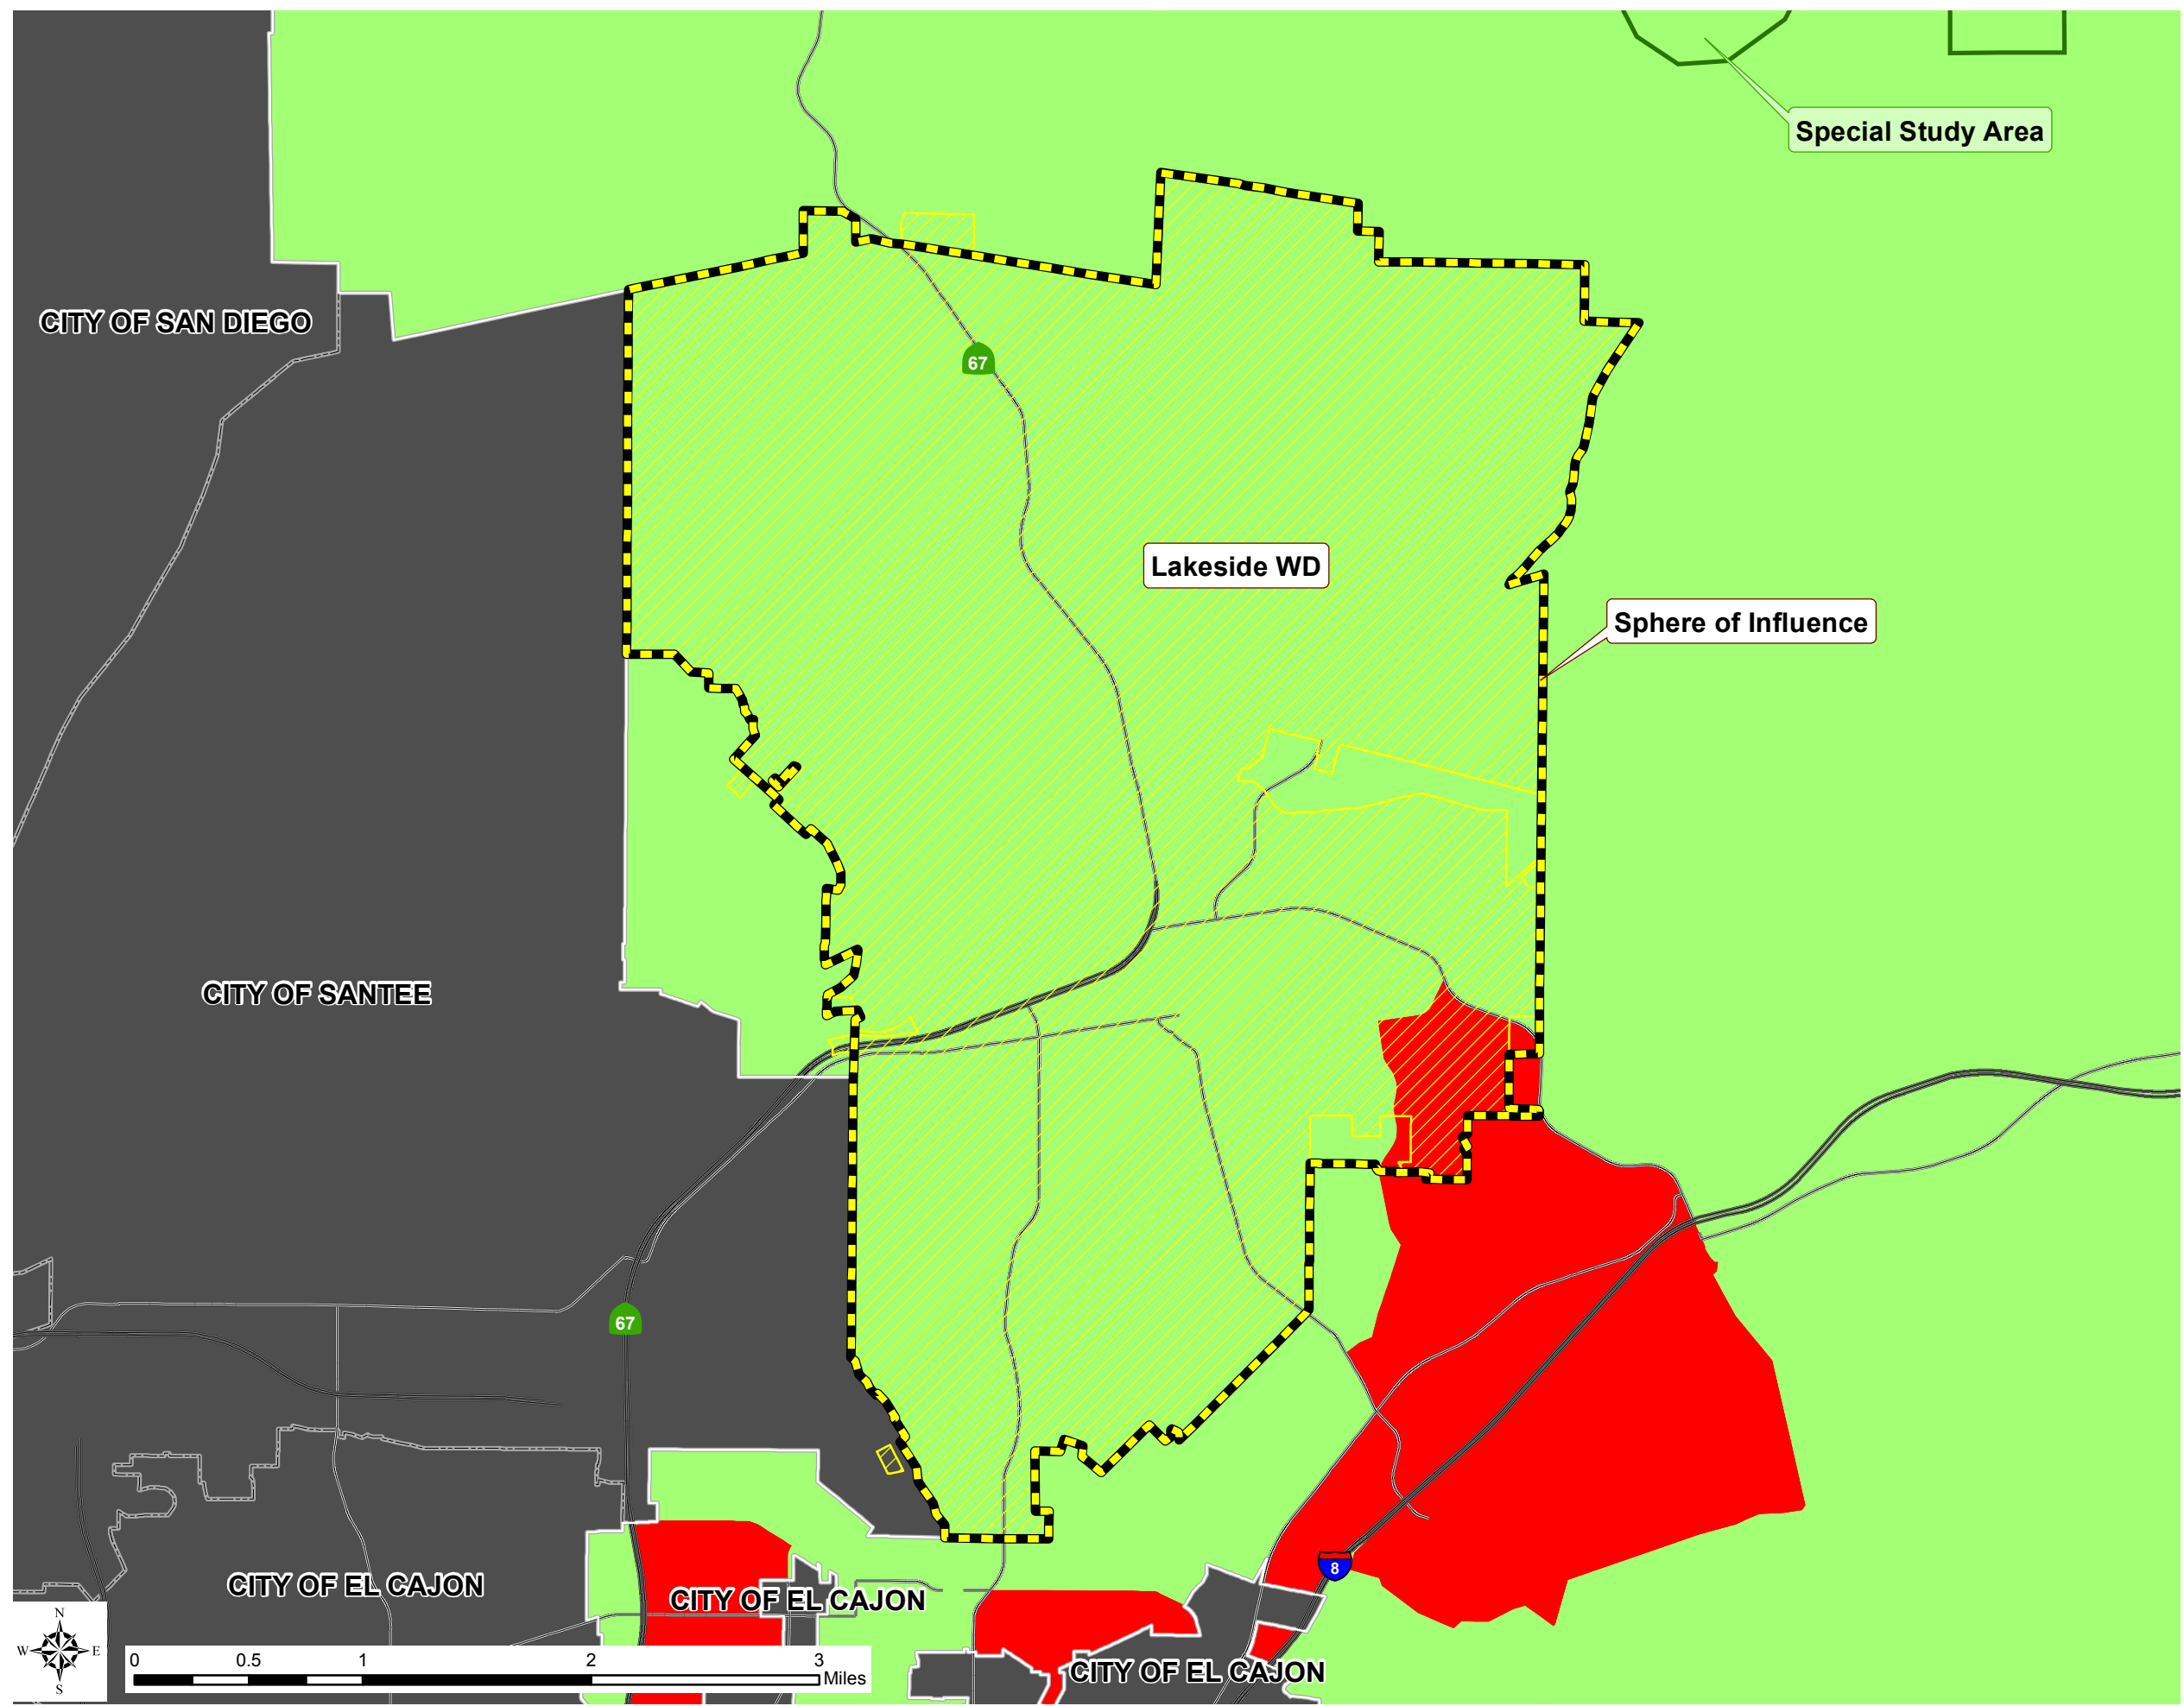 Special Study Area
CITY OF SAN DIEGO
67
Lakeside WD
Sphere of Influence
CITY OF SANTEE
67
8
CITY OF EL CAJON
CITY OF EL CAJON
CITY OF EL CAJON
N
W E
S
0 0.5 1 2 3
Miles